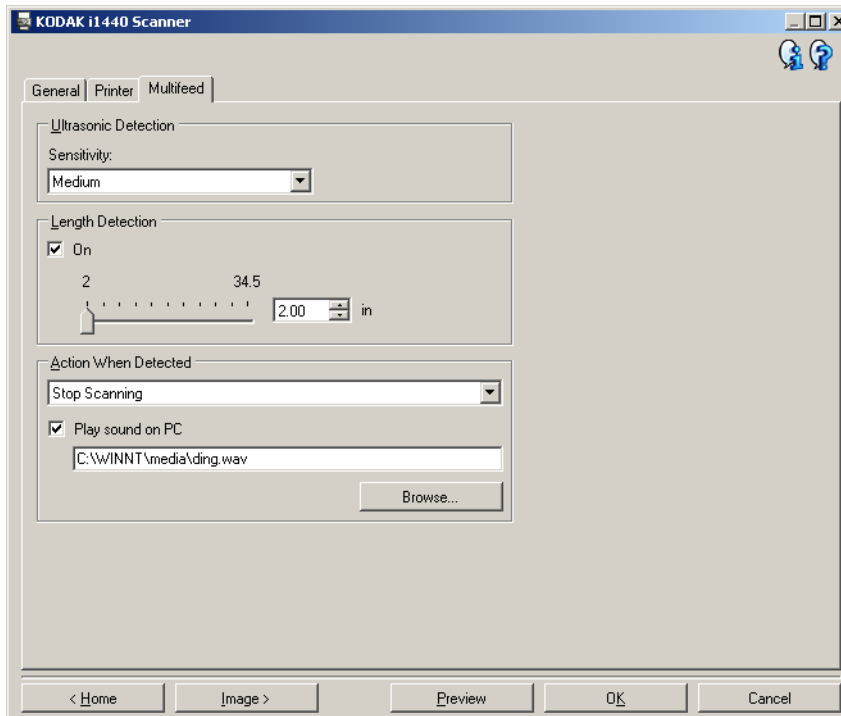 KODAK i1440 Scanner
General Printer Multifeed
Ultrasonic Detection
Sensitivity:
Medium
Length Detection
On
2 34.5
2.00 in
Action When Detected
Stop Scanning
Play sound on PC
C:\WINNT\media\ding.wav
Browse...
< Home Image > Preview OK Cancel